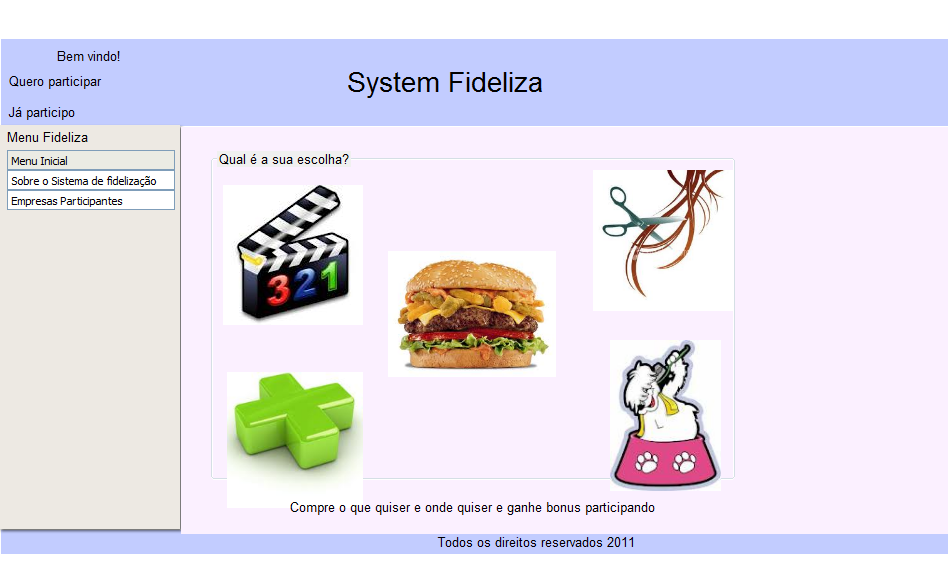 Bem vindo!
Quero participar
System Fideliza
Já participo
Menu Fideliza
Menu Inicial
Sobre o Sistema de fidelização
Empresas Participantes
Qual é a sua escolha?
321
Compre o que quiser e onde quiser e ganhe bonus participando
Todos os direitos reservados 2011